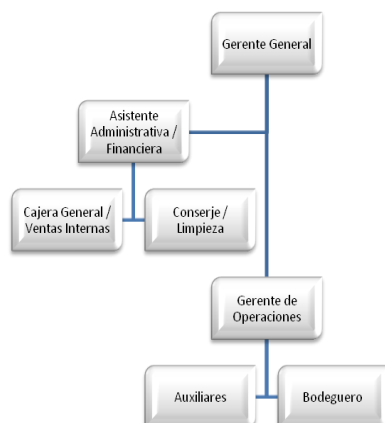 Gerente General
Asistente
Administrativa /
Financiera
Cajera General /
Ventas Internas
Conserje /
Limpieza
Gerente de
Operaciones
Auxiliares
Bodeguero